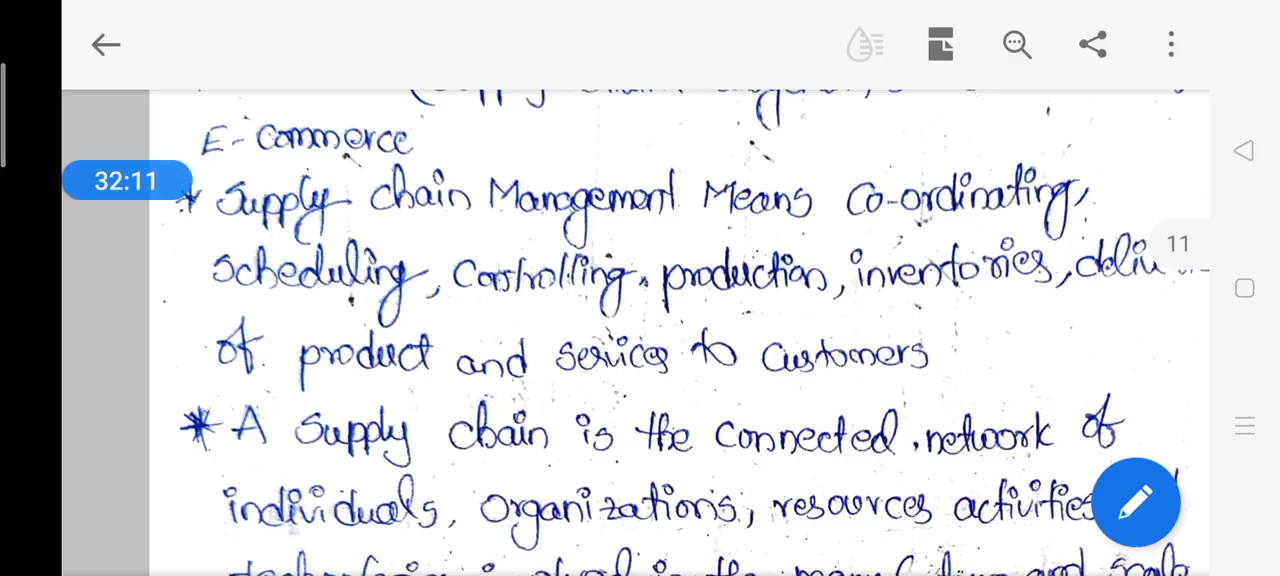 E-Commerce
32:11
* Supply chain Management Means Co-ordinating,
11
Scheduling, Controlling, production, inventories,
of product and services to Customers
* A Supply chain is the connected, network of
individuals, Organizations, resources activities